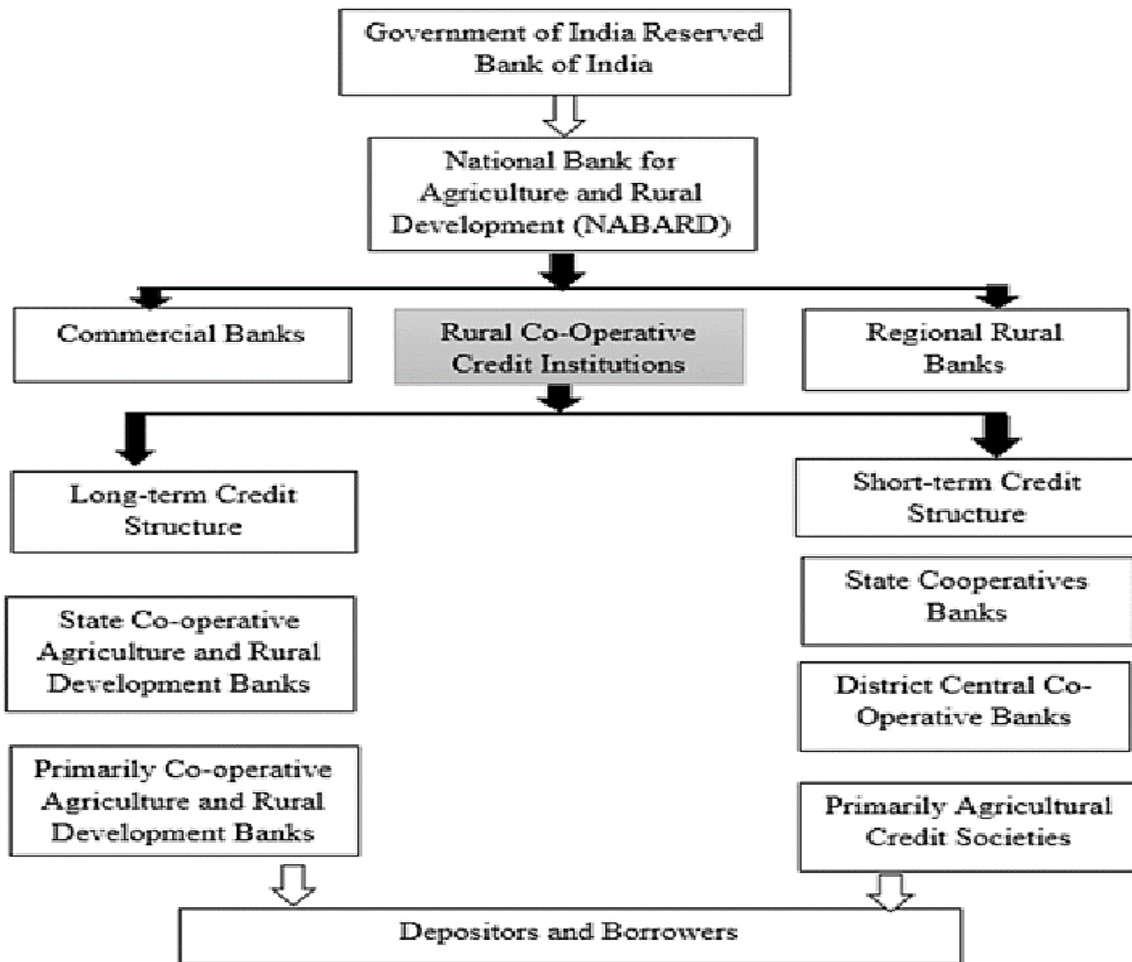 Government of India Reserved
Bank of India
National Bank for
Agriculture and Rural
Development (NABARD)
Commercial Banks
Rural Co-Operative
Credit Institutions
Regional Rural
Banks
Long-term Credit
Structure
State Co-operative
Agriculture and Rural
Development Banks
Primarily Co-operative
Agriculture and Rural
Development Banks
Short-term Credit
Structure
State Cooperatives
Banks
District Central Co-
Operative Banks
Primarily Agricultural
Credit Societies
Depositors and Borrowers